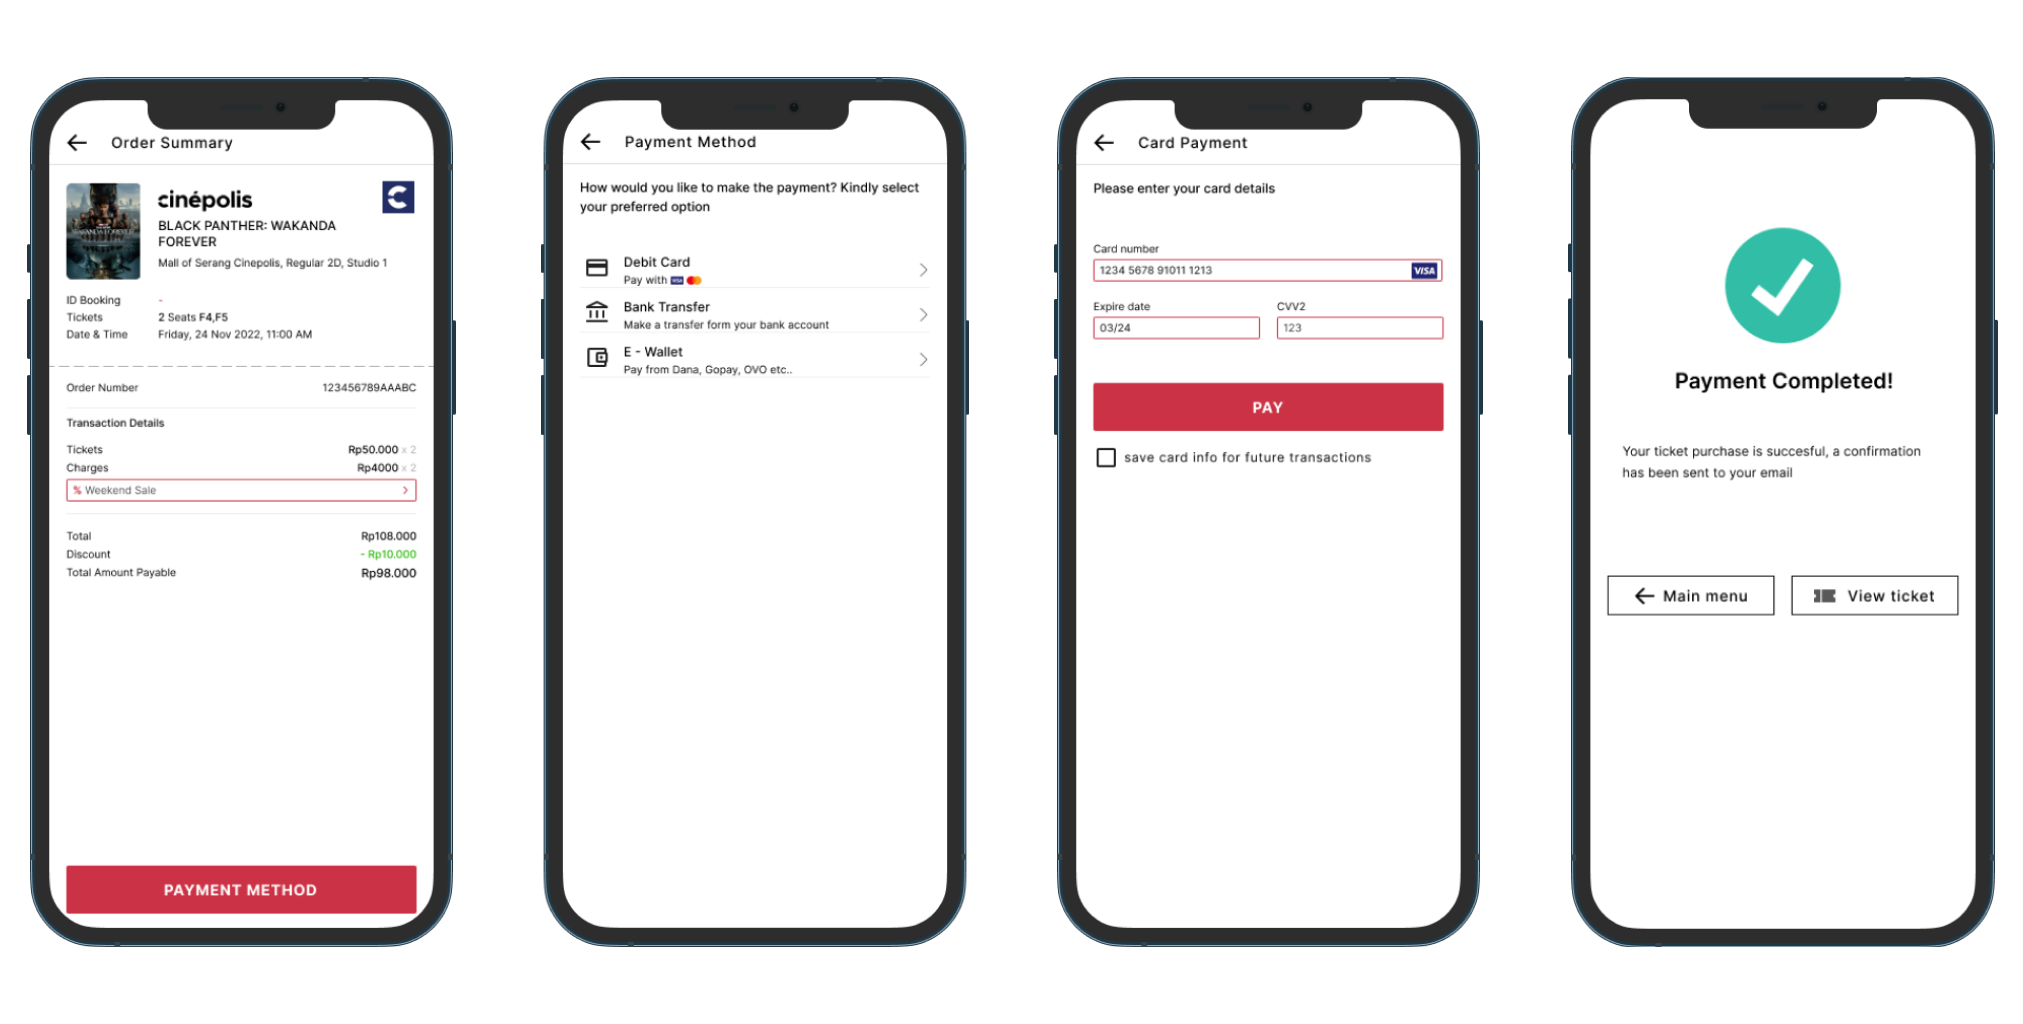 Order Summary
cinépolis
BLACK PANTHER: WAKANDA
FOREVER
Mall of Serang Cinepolis, Regular 2D, Studio 1
ID Booking -
Tickets 2 Seats F4,F5
Date & Time Friday, 24 Nov 2022, 11:00 AM
Order Number 123456789AAABC
Transaction Details
Tickets Rp50.000 x 2
Charges Rp4000 x 2
% Weekend Sale
Total Rp108.000
Discount - Rp10.000
Total Amount Payable Rp98.000
PAYMENT METHOD
Payment Method
How would you like to make the payment? Kindly select
your preferred option
Debit Card
Pay with VISA
Bank Transfer
Make a transfer form your bank account
E - Wallet
Pay from Dana, Gopay, OVO etc..
Card Payment
Please enter your card details
Card number
1234 5678 91011 1213 VISA
Expire date CVV2
03/24 123
PAY
save card info for future transactions
Payment Completed!
Your ticket purchase is succesful, a confirmation
has been sent to your email
Main menu View ticket